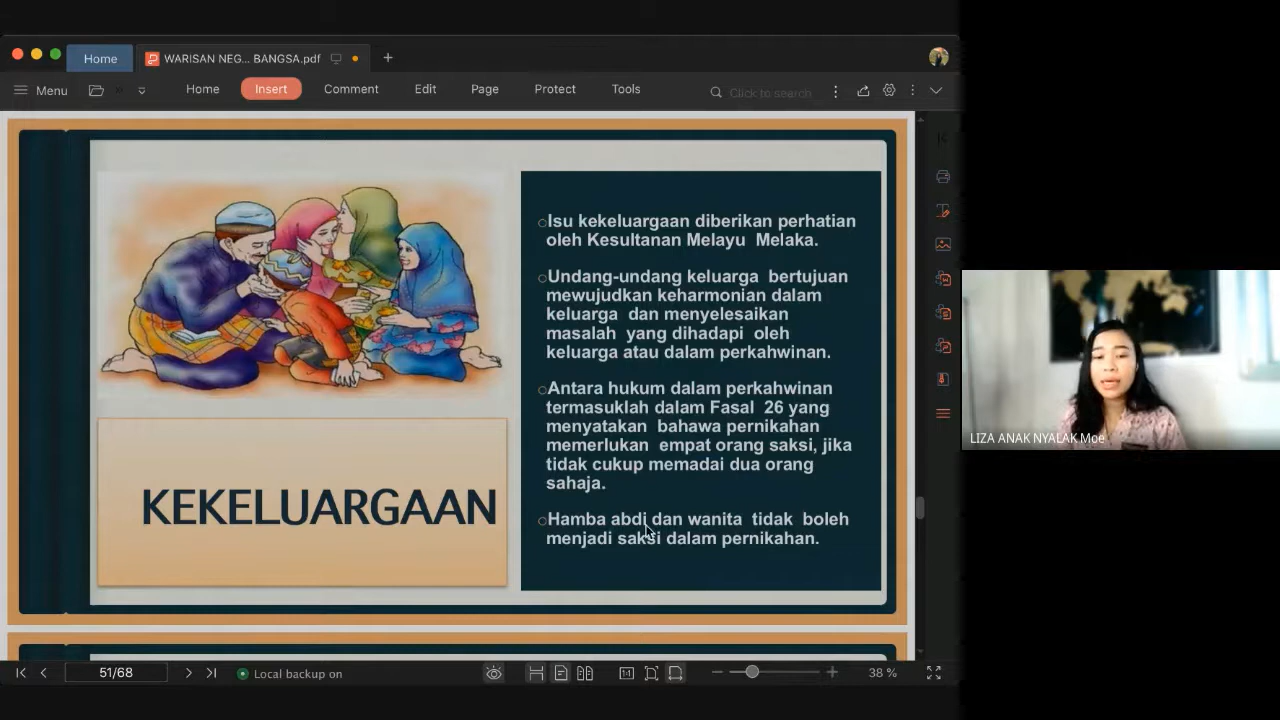 Home
WARISAN NEG... BANGSA.pdf
Menu
Home
Insert
Comment
Edit
Page
Protect
Tools
Click to search
Isu kekeluargaan diberikan perhatian
oleh Kesultanan Melayu Melaka.
Undang-undang keluarga bertujuan
mewujudkan keharmonian dalam
keluarga dan menyelesaikan
masalah yang dihadapi oleh
keluarga atau dalam perkahwinan.
Antara hukum dalam perkahwinan
termasuklah dalam Fasal 26 yang
menyatakan bahawa pernikahan
memerlukan empat orang saksi, jika
tidak cukup memadai dua orang
sahaja.
Hamba abdi dan wanita tidak boleh
menjadi saksi dalam pernikahan.
KEKELUARGAAN
LIZA ANAK NYALAK Moe
51/68
Local backup on
1:1
38 %